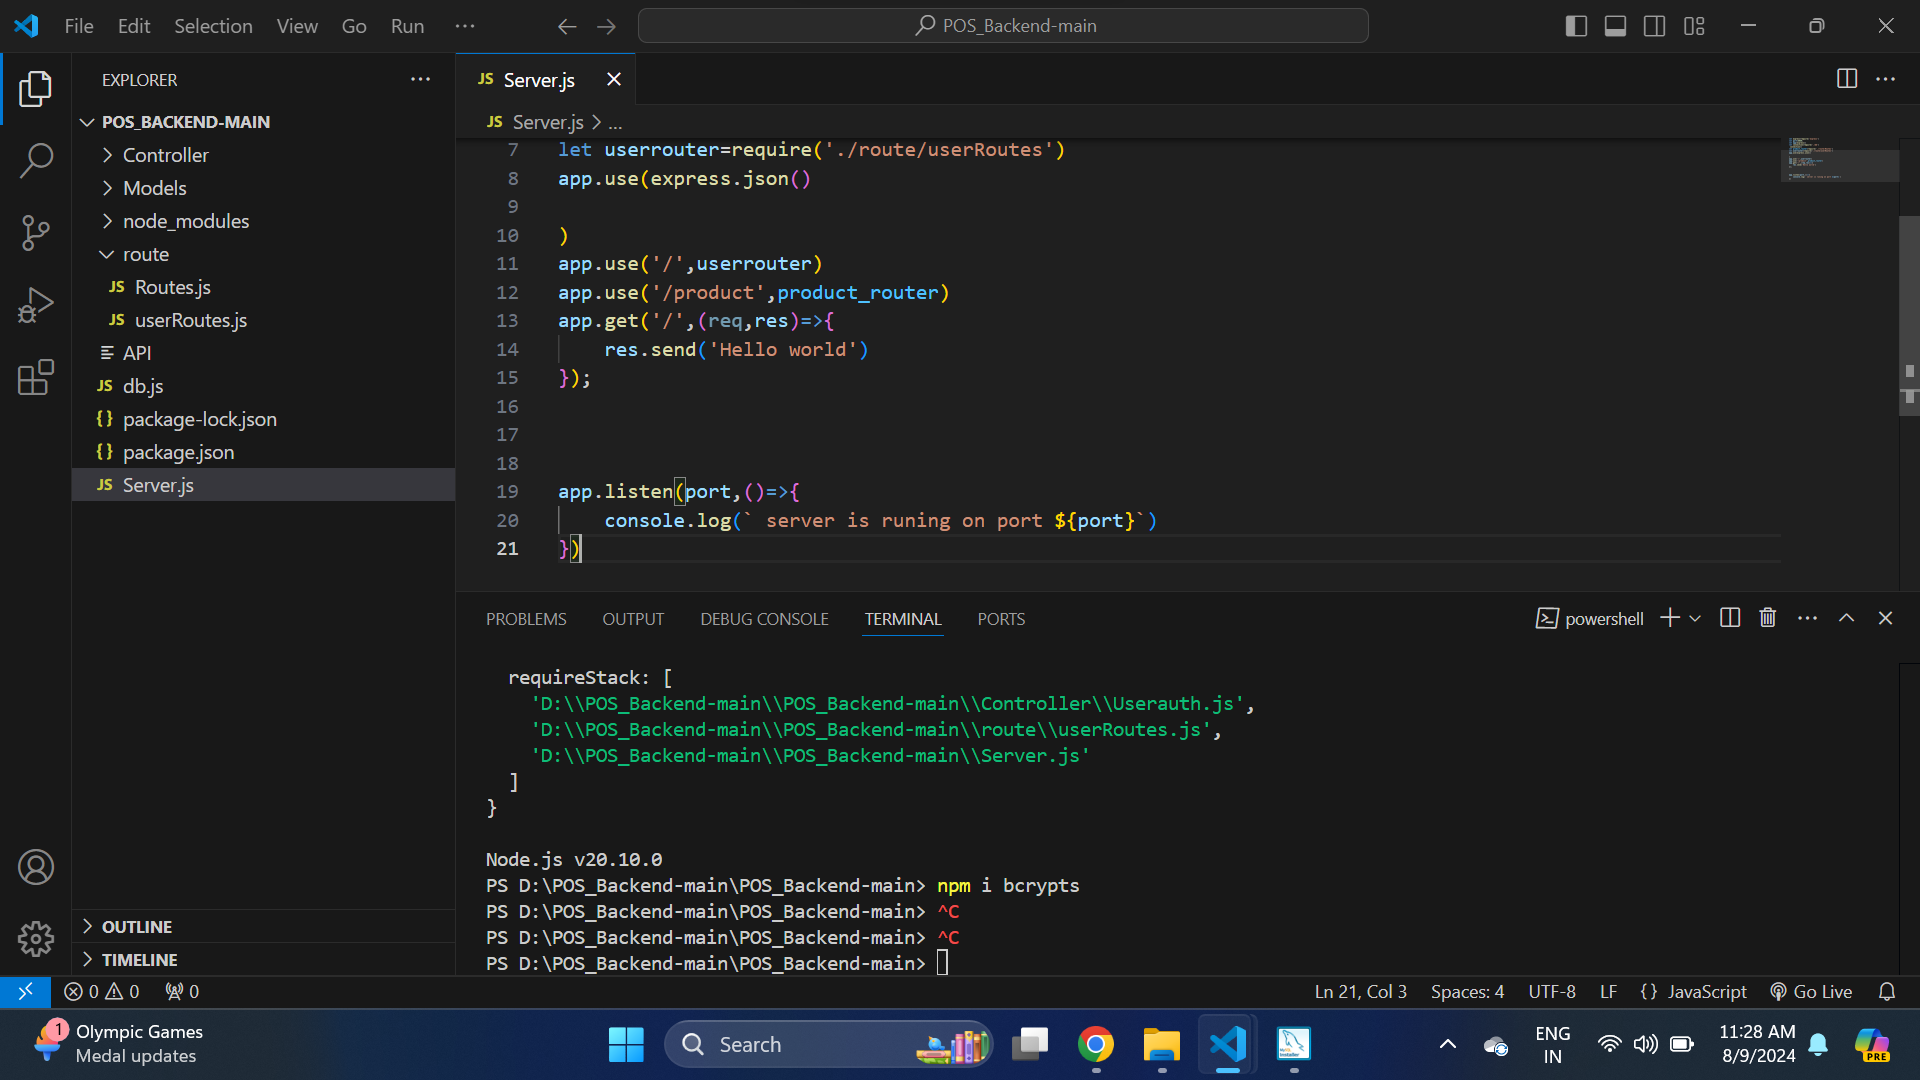 File Edit Selection View Go Run ···
POS_Backend-main
EXPLORER
POS_BACKEND-MAIN
Controller
Models
node_modules
route
JS Routes.js
JS userRoutes.js
API
JS db.js
{} package-lock.json
{} package.json
JS Server.js
OUTLINE
TIMELINE
JS Server.js
JS Server.js > ...
7 let userrouter=require('./route/userRoutes')
8 app.use(express.json()
9
10 )
11 app.use('/',userrouter)
12 app.use('/product',product_router)
13 app.get('/',(req,res)=>{
14 res.send('Hello world')
15 });
16
17
18
19 app.listen(port,()=>{
20 console.log(` server is runing on port ${port}`)
21 })
PROBLEMS OUTPUT DEBUG CONSOLE TERMINAL PORTS
powershell
requireStack: [
'D:\\POS_Backend-main\\POS_Backend-main\\Controller\\Userauth.js',
'D:\\POS_Backend-main\\POS_Backend-main\\route\\userRoutes.js',
'D:\\POS_Backend-main\\POS_Backend-main\\Server.js'
]
}
Node.js v20.10.0
PS D:\POS_Backend-main\POS_Backend-main> npm i bcrypts
PS D:\POS_Backend-main\POS_Backend-main> ^C
PS D:\POS_Backend-main\POS_Backend-main> ^C
PS D:\POS_Backend-main\POS_Backend-main>
0 0 0
Ln 21, Col 3 Spaces: 4 UTF-8 LF {} JavaScript Go Live
1
Olympic Games
Medal updates
Search
ENG
IN
11:28 AM
8/9/2024
PRE